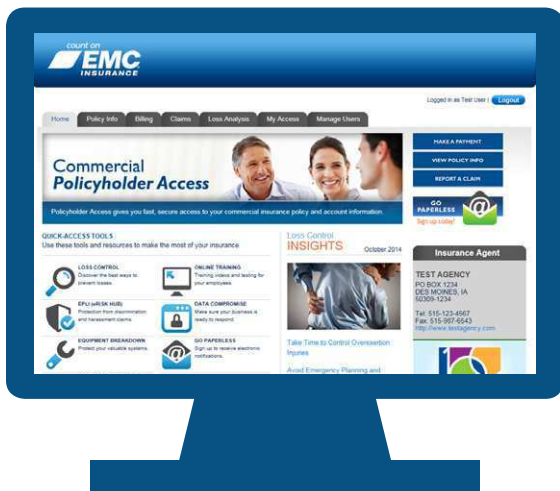 count on
EMC
INSURANCE
Logged in as Test User | Logout
Home Policy Info Billing Claims Loss Analysis My Access Manage Users
Commercial
Policyholder Access
Policyholder Access gives you fast, secure access to your commercial insurance policy and account information.
MAKE A PAYMENT
VIEW POLICY INFO
REPORT A CLAIM
GO
PAPERLESS
Sign up today!
QUICK-ACCESS TOOLS
Use these tools and resources to make the most of your insurance
LOSS CONTROL
Discover the best ways to
prevent losses.
ONLINE TRAINING
Training videos and testing for
your employees.
EPLI (eRISK HUB)
Protection from discrimination
and harassment claims.
DATA COMPROMISE
Make sure your business is
ready to respond.
EQUIPMENT BREAKDOWN
Protect your valuable systems.
GO PAPERLESS
Sign up to receive electronic
notifications.
Loss Control
INSIGHTS
October 2014
Take Time to Control Overexertion
Injuries
Avoid Emergency Planning and
Insurance Agent
TEST AGENCY
PO BOX 1234
DES MOINES, IA
50309-1234
Tel: 515-123-4567
Fax: 515-987-6543
http://www.testagency.com